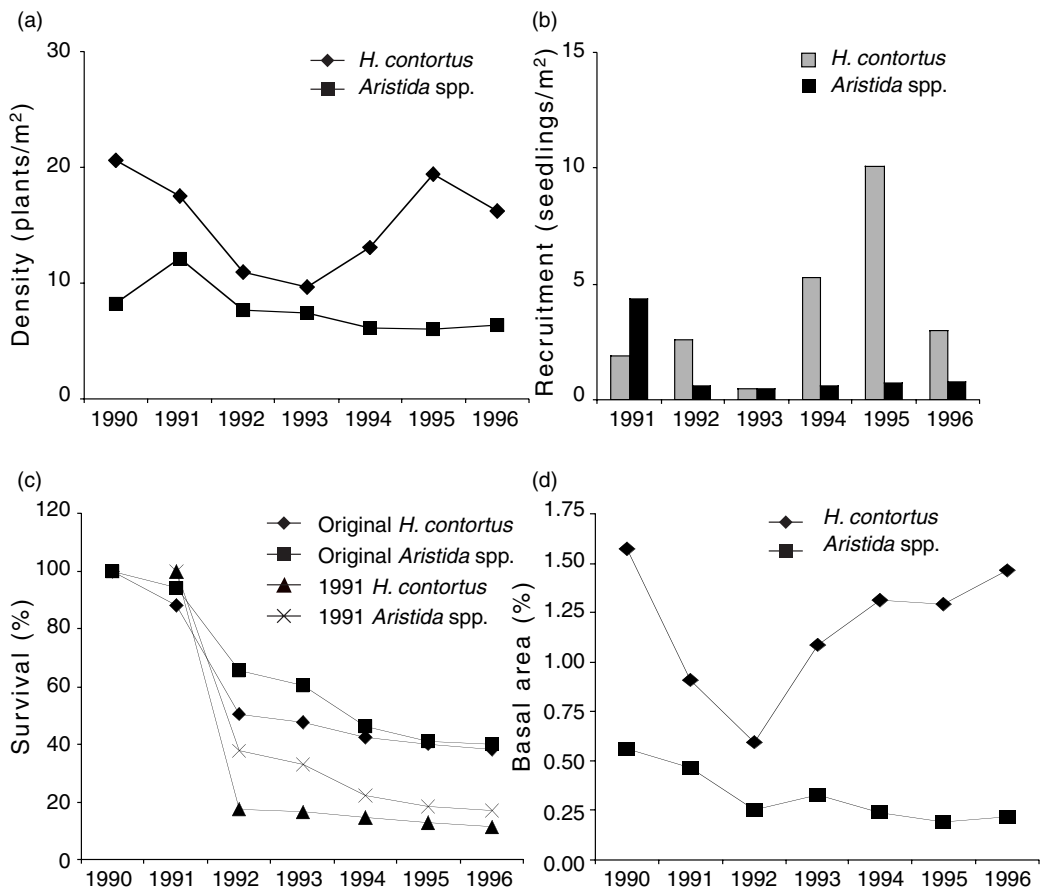 (a)
30
20
10
0
Density (plants/m²)
H. contortus
Aristida spp.
1990 1991 1992 1993 1994 1995 1996
(b)
15
10
5
0
Recruitment (seedlings/m²)
H. contortus
Aristida spp.
1991 1992 1993 1994 1995 1996
(c)
120
100
80
60
40
20
0
Survival (%)
Original H. contortus
Original Aristida spp.
1991 H. contortus
1991 Aristida spp.
1990 1991 1992 1993 1994 1995 1996
(d)
1.75
1.50
1.25
1.00
0.75
0.50
0.25
0.00
Basal area (%)
H. contortus
Aristida spp.
1990 1991 1992 1993 1994 1995 1996